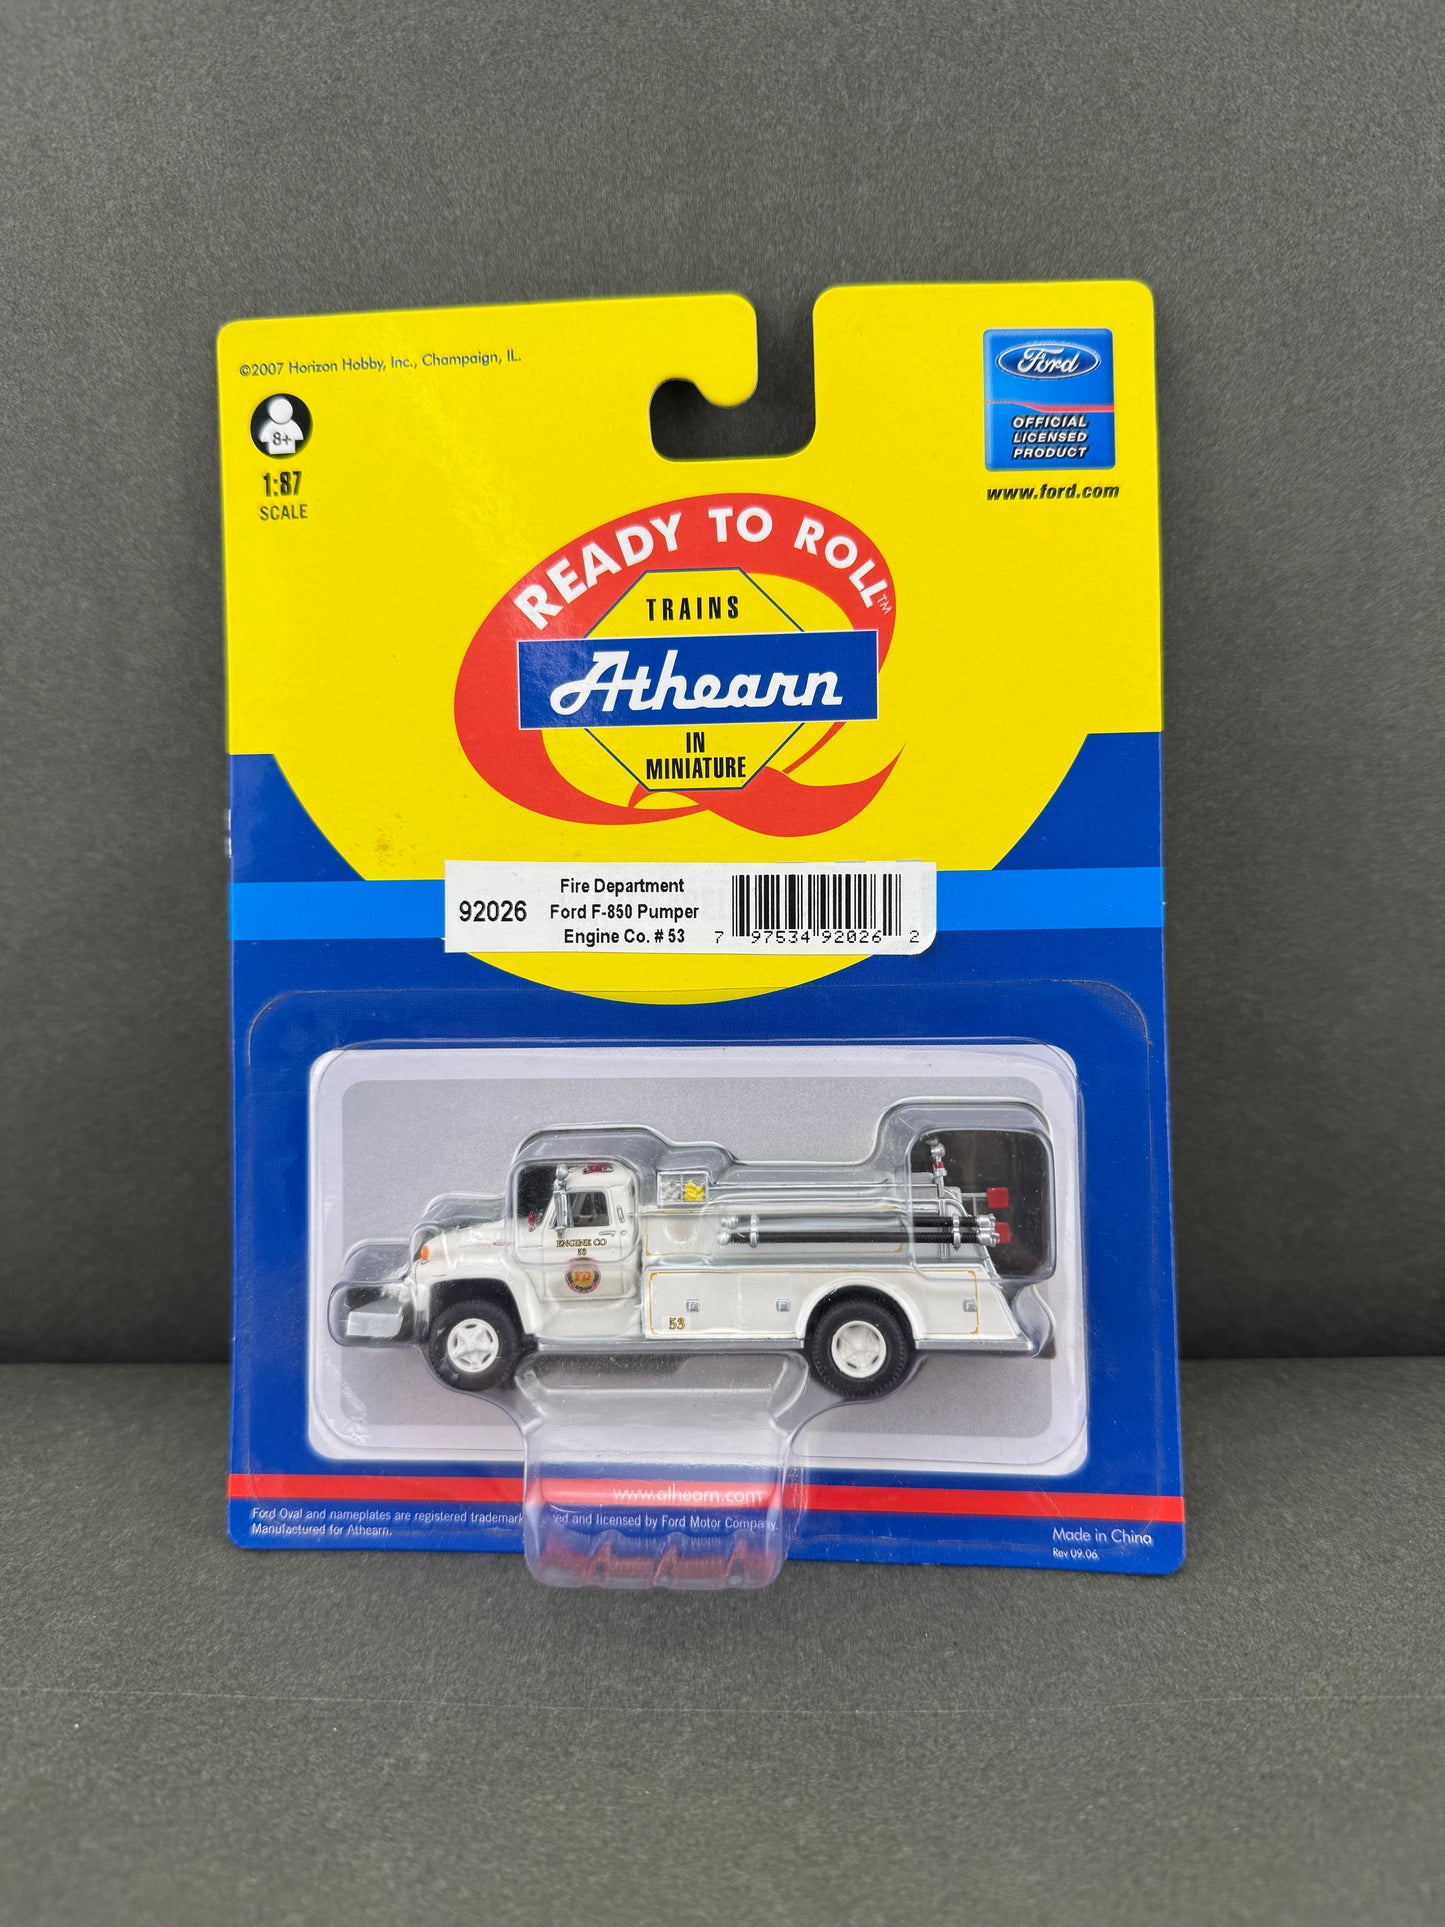 ©2007 Horizon Hobby, Inc., Champaign, IL.
8+
1:87
SCALE
Ford
OFFICIAL
LICENSED
PRODUCT
www.ford.com
READY TO ROLL™
TRAINS
Athearn
IN
MINIATURE
92026
Fire Department
Ford F-850 Pumper
Engine Co. # 53
7 97534 92026 2
ENGINE CO
53
FD
53
www.athearn.com
Ford Oval and nameplates are registered trademark ed and licensed by Ford Motor Company.
Manufactured for Athearn.
Made in China
Rev 09.06